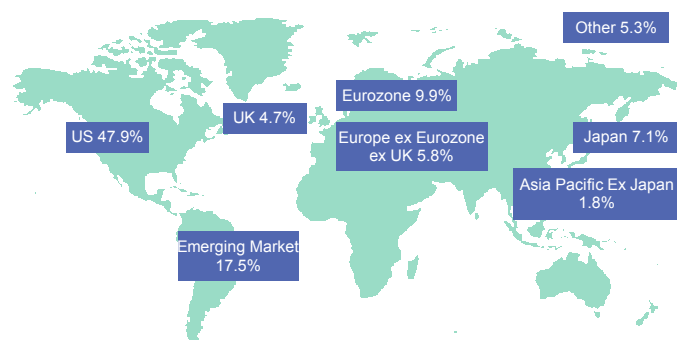 Other 5.3%
Eurozone 9.9%
UK 4.7%
US 47.9%
Europe ex Eurozone
ex UK 5.8%
Japan 7.1%
Asia Pacific Ex Japan
1.8%
Emerging Market
17.5%